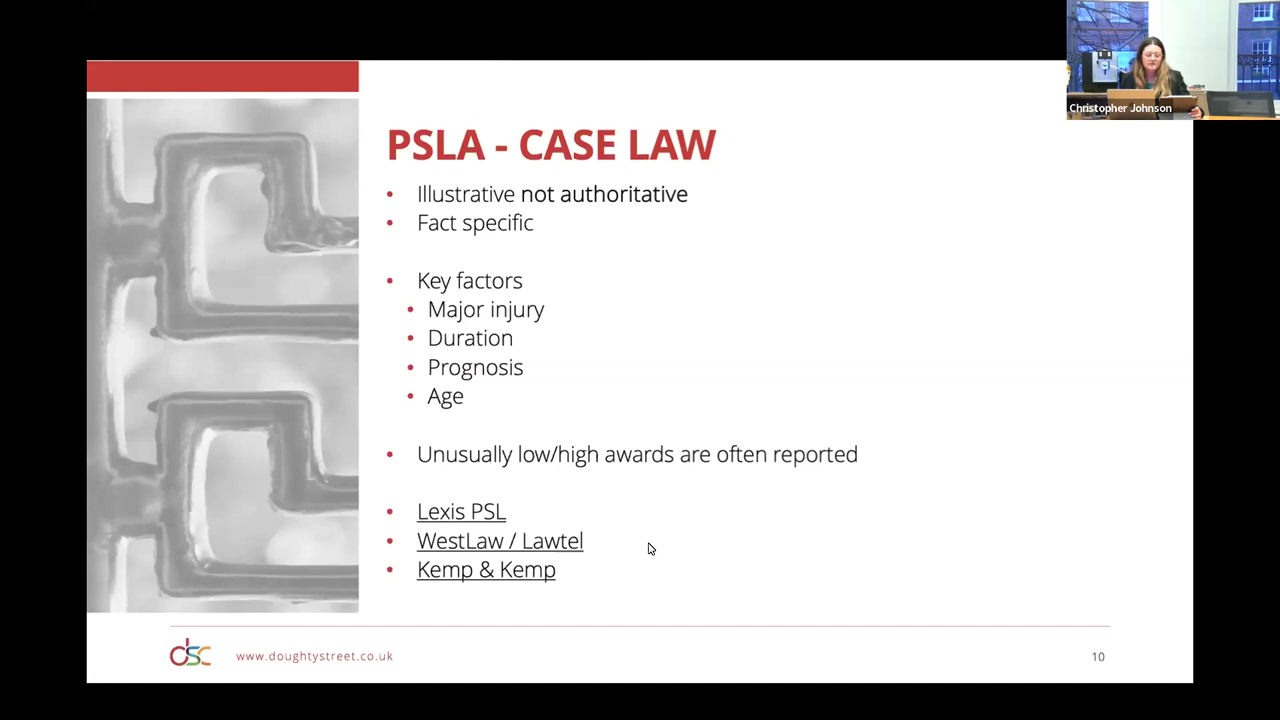 Christopher Johnson
PSLA - CASE LAW
• Illustrative not authoritative
• Fact specific
• Key factors
• Major injury
• Duration
• Prognosis
• Age
• Unusually low/high awards are often reported
• Lexis PSL
• WestLaw / Lawtel
• Kemp & Kemp
dsc
www.doughtystreet.co.uk
10